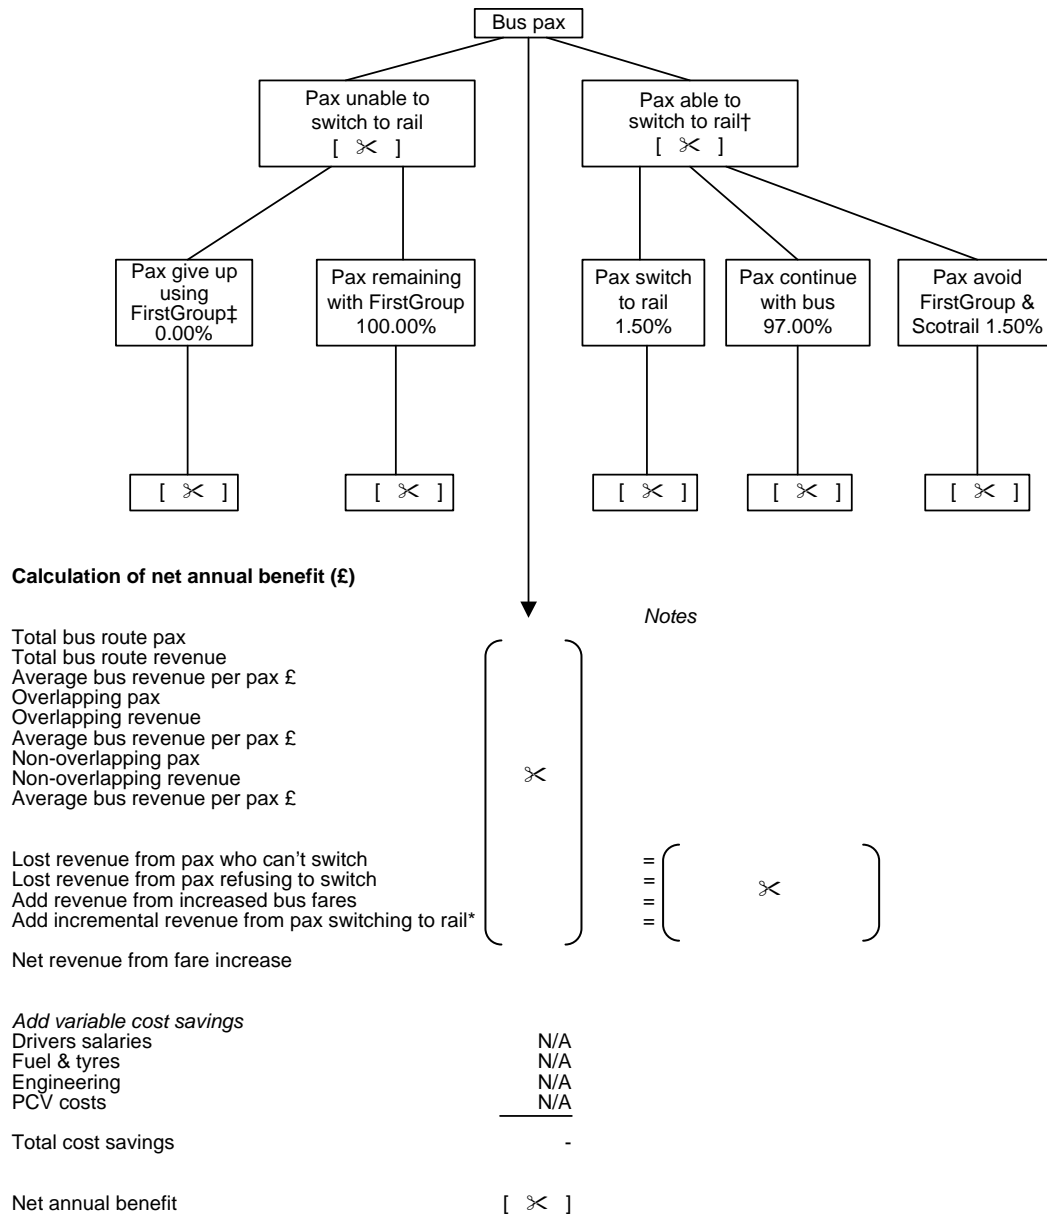 Bus pax
Pax unable to
switch to rail
[ ✂ ]
Pax able to
switch to rail†
[ ✂ ]
Pax give up
using
FirstGroup‡
0.00%
Pax remaining
with FirstGroup
100.00%
Pax switch
to rail
1.50%
Pax continue
with bus
97.00%
Pax avoid
FirstGroup &
Scotrail 1.50%
[ ✂ ]
[ ✂ ]
[ ✂ ]
[ ✂ ]
[ ✂ ]
Calculation of net annual benefit (£)
Notes
Total bus route pax
Total bus route revenue
Average bus revenue per pax £
Overlapping pax
Overlapping revenue
Average bus revenue per pax £
Non-overlapping pax
Non-overlapping revenue ✂
Average bus revenue per pax £
Lost revenue from pax who can't switch =
Lost revenue from pax refusing to switch = ✂
Add revenue from increased bus fares =
Add incremental revenue from pax switching to rail* =
Net revenue from fare increase
Add variable cost savings
Drivers salaries N/A
Fuel & tyres N/A
Engineering N/A
PCV costs N/A
Total cost savings -
Net annual benefit [ ✂ ]